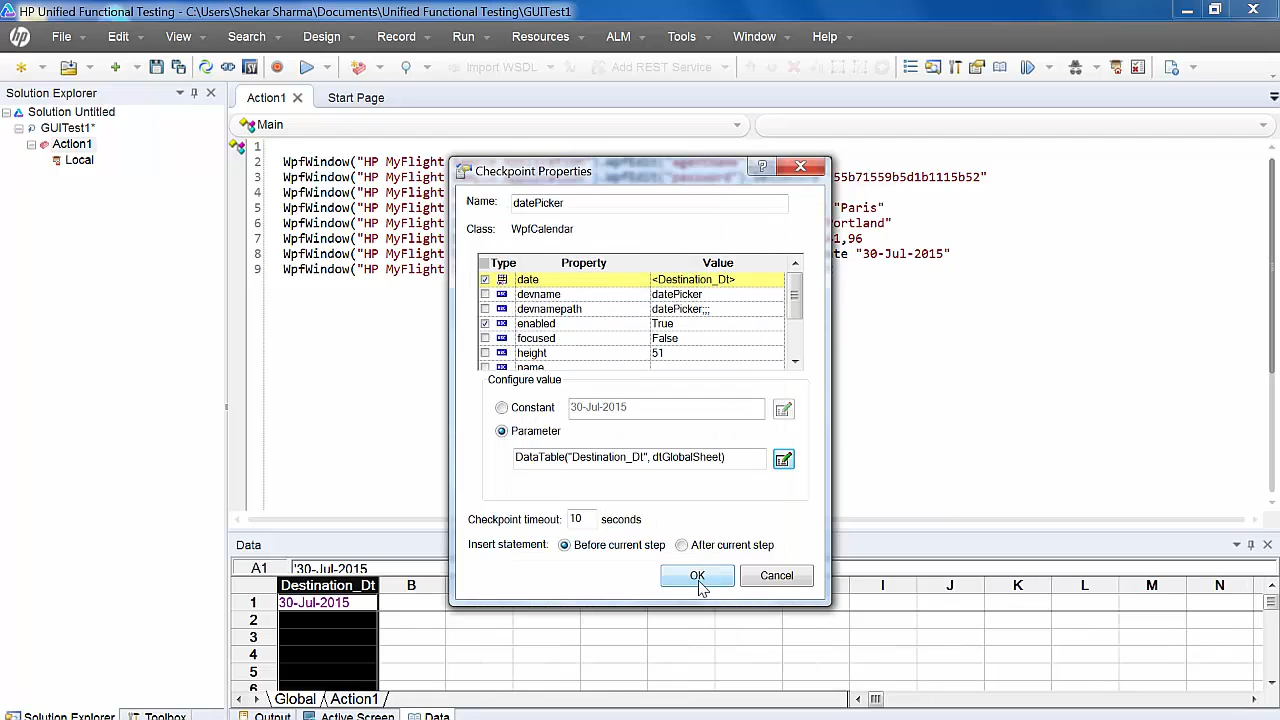 HP Unified Functional Testing - C:\Users\Shekar Sharma\Documents\Unified Functional Testing\GUITest1
hp File Edit View Search Design Record Run Resources ALM Tools Window Help
Import WSDL Add REST Service
Solution Explorer
Solution Untitled
GUITest1*
Action1
Local
Action1 Start Page
Main
1
2 WpfWindow("HP MyFlight
3 WpfWindow("HP MyFlight 55b71559b5d1b1115b52"
4 WpfWindow("HP MyFlight
5 WpfWindow("HP MyFlight "Paris"
6 WpfWindow("HP MyFlight ortland"
7 WpfWindow("HP MyFlight 1,96
8 WpfWindow("HP MyFlight te "30-Jul-2015"
9 WpfWindow("HP MyFlight
Checkpoint Properties
Name: datePicker
Class: WpfCalendar
Type Property Value
date <Destination_Dt>
devname datePicker
devnamepath datePicker;;;
enabled True
focused False
height 51
name
Configure value
Constant 30-Jul-2015
Parameter
DataTable("Destination_Dt", dtGlobalSheet)
Checkpoint timeout: 10 seconds
Insert statement: Before current step After current step
OK Cancel
Data
A1 '30-Jul-2015
Destination_Dt B I J K L M N
1 30-Jul-2015
2
3
4
5
6
Global Action1
Solution Explorer Toolbox Output Active Screen Data